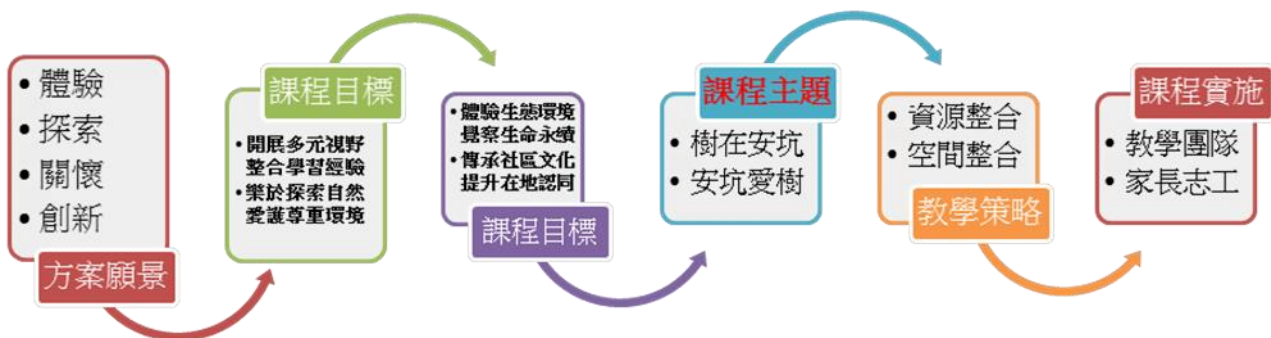 • 體驗
• 探索
• 關懷
• 創新
方案願景
課程目標
• 開展多元視野
整合學習經驗
• 樂於探索自然
愛護尊重環境
• 體驗生態環境
覺察生命永續
• 傳承社區文化
提升在地認同
課程目標
課程主題
• 樹在安坑
• 安坑愛樹
• 資源整合
• 空間整合
教學策略
課程實施
• 教學團隊
• 家長志工